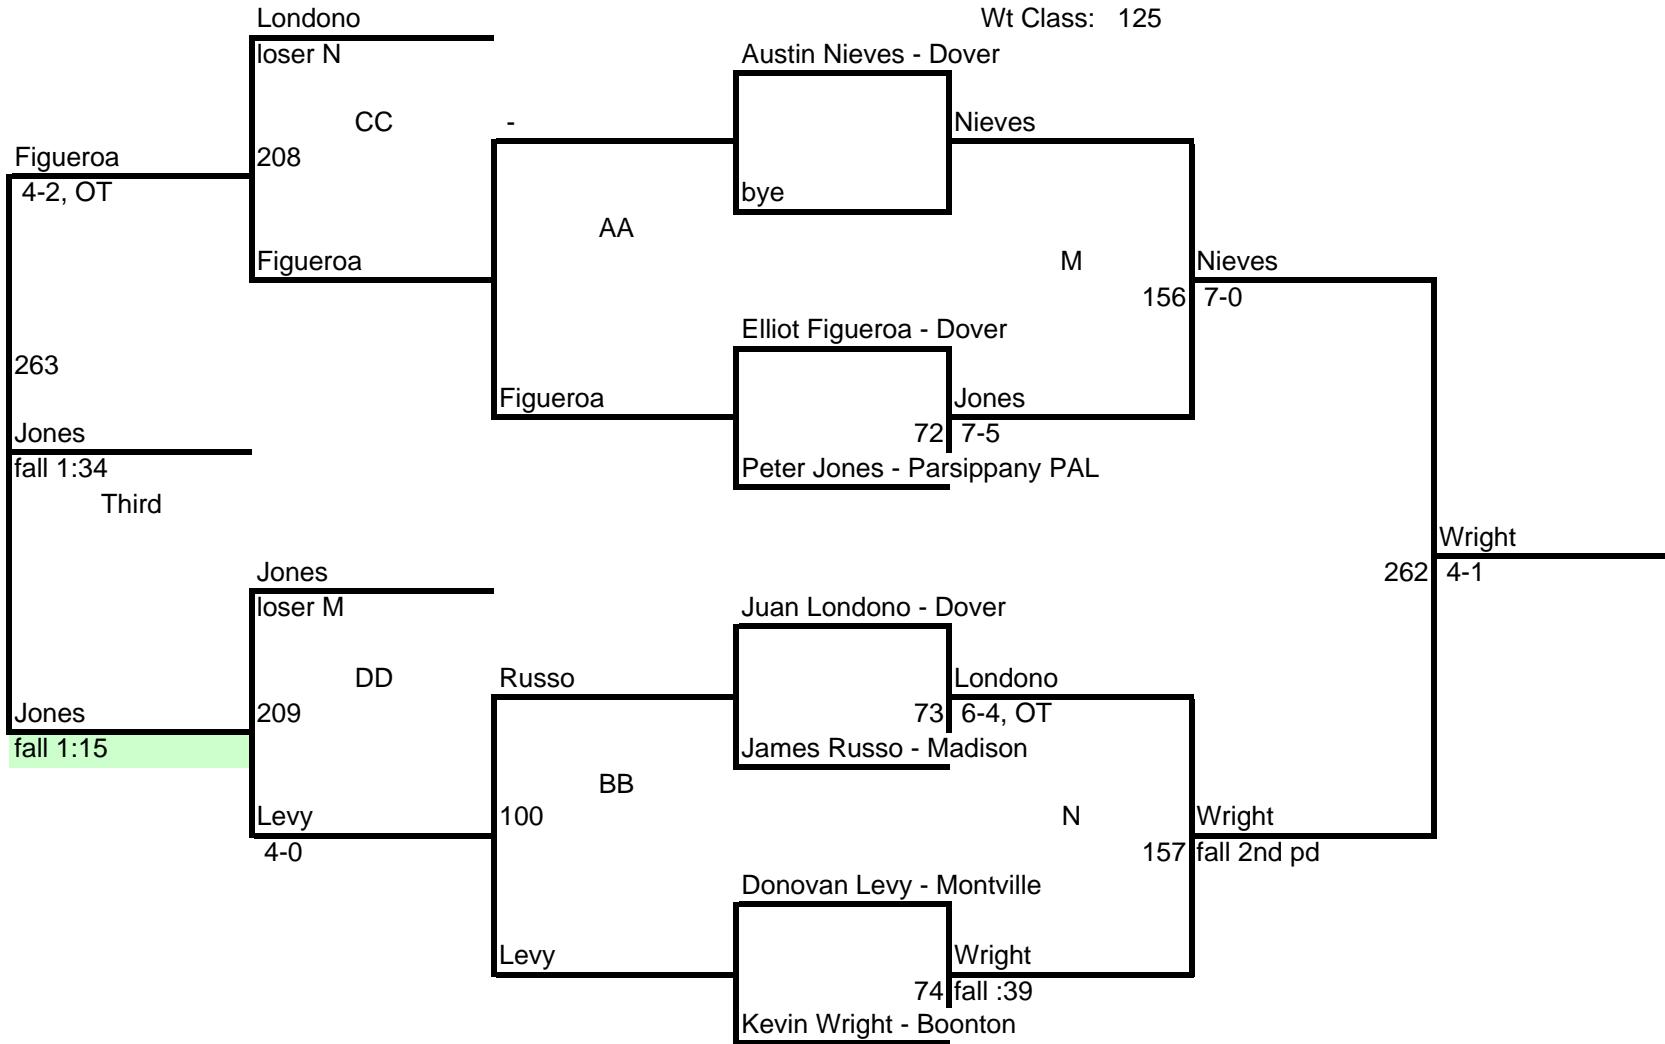 Londono
Wt Class: 125
loser N
Austin Nieves - Dover
CC
-
Nieves
Figueroa
208
4-2, OT
bye
AA
Figueroa
M
Nieves
156
7-0
Elliot Figueroa - Dover
263
Figueroa
Jones
Jones
72
7-5
fall 1:34
Peter Jones - Parsippany PAL
Third
Wright
Jones
262
4-1
loser M
Juan Londono - Dover
DD
Russo
Londono
Jones
209
73
6-4, OT
fall 1:15
James Russo - Madison
BB
Levy
100
N
Wright
4-0
157
fall 2nd pd
Donovan Levy - Montville
Levy
Wright
74
fall :39
Kevin Wright - Boonton